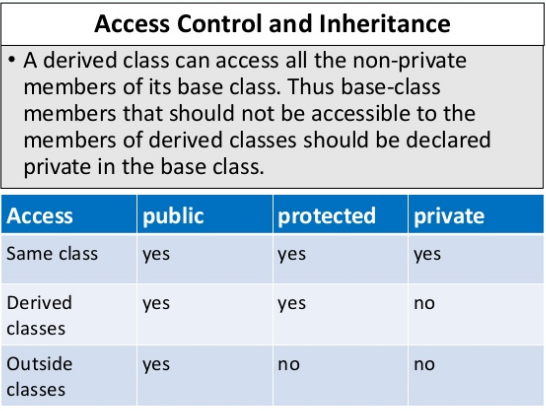 Access Control and Inheritance
• A derived class can access all the non-private
members of its base class. Thus base-class
members that should not be accessible to the
members of derived classes should be declared
private in the base class.
Access public protected private
Same class yes yes yes
Derived
classes yes yes no
Outside
classes yes no no